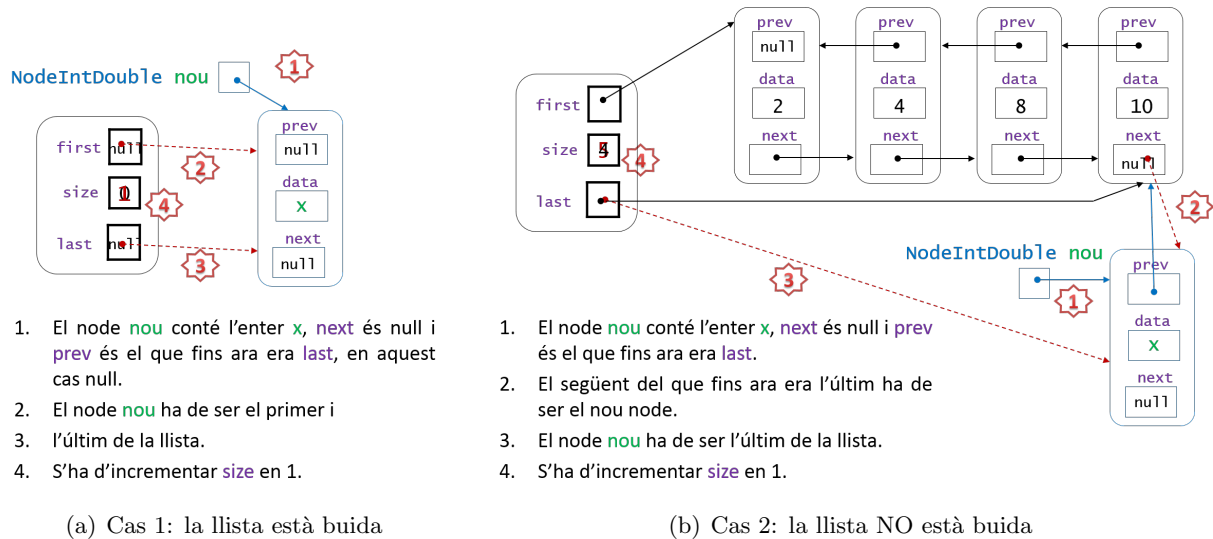 NodeIntDouble nou
1
first
null
size
0
1
4
last
null
2
3
prev
null
data
x
next
null
1. El node nou conté l'enter x, next és null i
prev és el que fins ara era last, en aquest
cas null.
2. El node nou ha de ser el primer i
3. l'últim de la llista.
4. S'ha d'incrementar size en 1.
(a) Cas 1: la llista està buida
first
size
4
5
4
last
prev
null
data
2
next
prev
data
4
next
prev
data
8
next
prev
data
10
next
null
2
3
NodeIntDouble nou
1
prev
data
x
next
null
1. El node nou conté l'enter x, next és null i prev
és el que fins ara era last.
2. El següent del que fins ara era l'últim ha de
ser el nou node.
3. El node nou ha de ser l'últim de la llista.
4. S'ha d'incrementar size en 1.
(b) Cas 2: la llista NO està buida